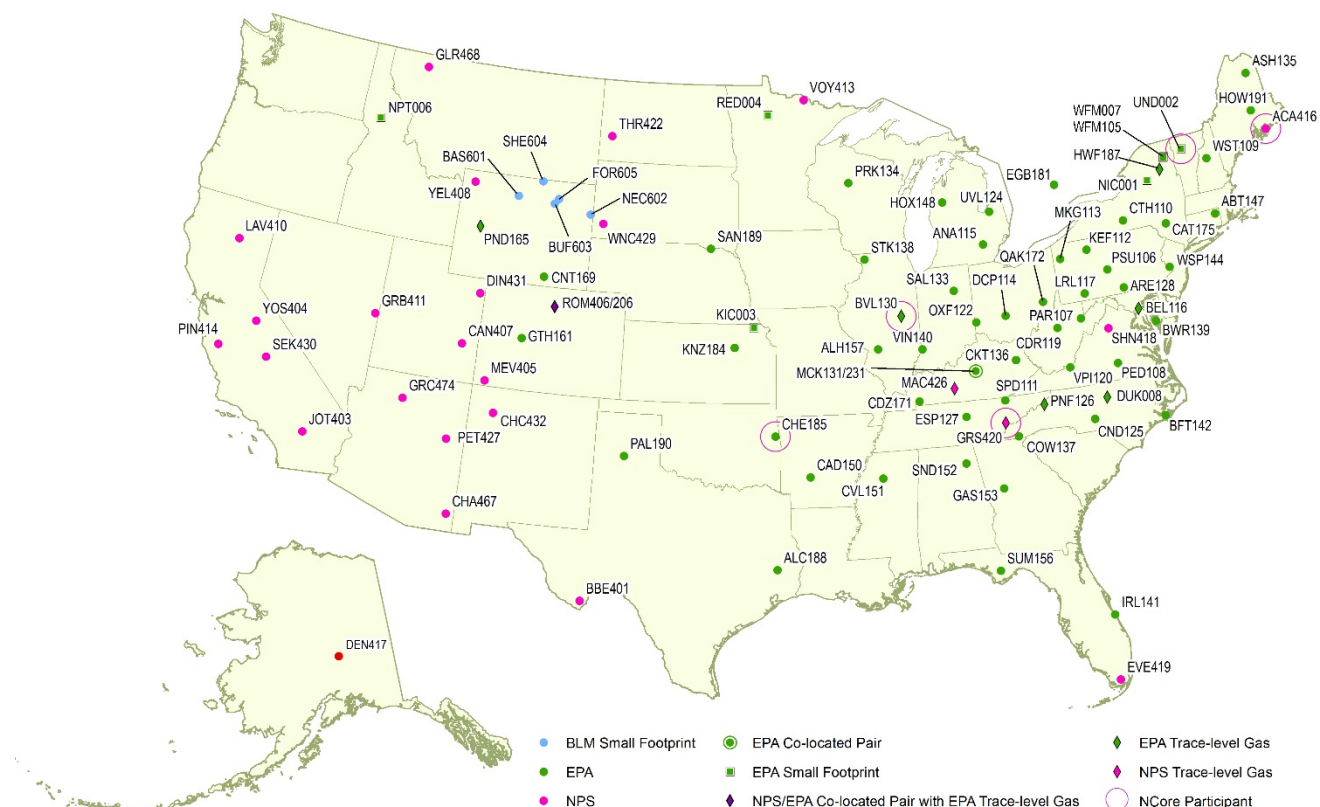 GLR468
ASH135
NPT006
RED004
VOY413
WFM007
UND002
HOW191
ACA416
WFM105
THR422
SHE604
HWF187
WST109
BAS601
FOR605
EGB181
YEL408
PRK134
NIC001
NEC602
HOX148
UVL124
MKG113
CTH110
ABT147
LAV410
PND165
BUF603
WNC429
SAN189
ANA115
CAT175
STK138
QAK172
KEF112
PSU106
WSP144
CNT169
DIN431
SAL133
DCP114
LRL117
ARE128
YOS404
GRB411
ROM406/206
BVL130
OXF122
PAR107
BEL116
PIN414
CAN407
KIC003
VIN140
BWR139
SEK430
GTH161
KNZ184
ALH157
CDR119
SHN418
CKT136
MCK131/231
MEV405
MAC426
VPI120
PED108
GRC474
CDZ171
SPD111
PNF126
DUK008
CHC432
ESP127
JOT403
CHE185
GRS420
CND125
BFT142
PET427
PAL190
COW137
CAD150
SND152
CVL151
GAS153
CHA467
ALC188
SUM156
BBE401
IRL141
DEN417
EVE419
BLM Small Footprint
EPA
NPS
EPA Co-located Pair
EPA Small Footprint
NPS/EPA Co-located Pair with EPA Trace-level Gas
EPA Trace-level Gas
NPS Trace-level Gas
NCore Participant